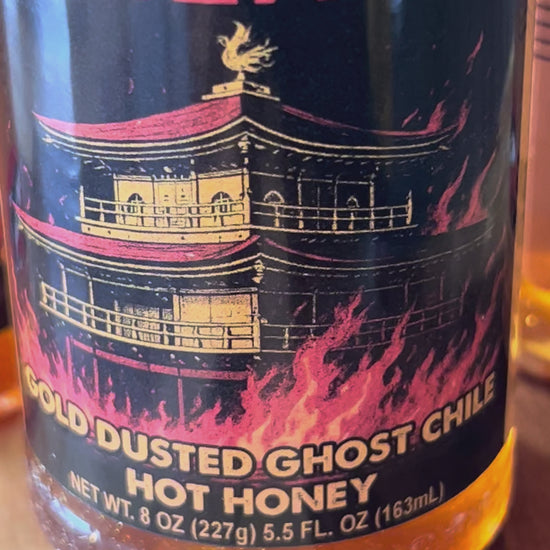 GOLD DUSTED GHOST CHILE
HOT HONEY
NET WT. 8 OZ (227g) 5.5 FL. OZ (163mL)